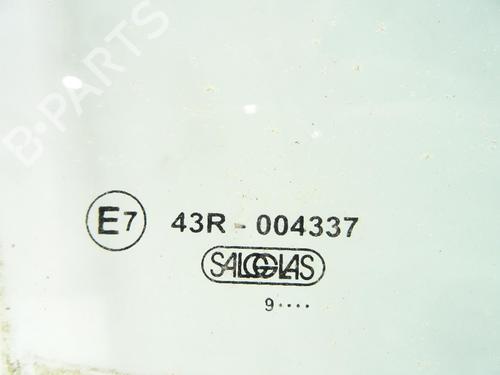 B-PARTS
E7 43R - 004337
SALGGLAS
9····